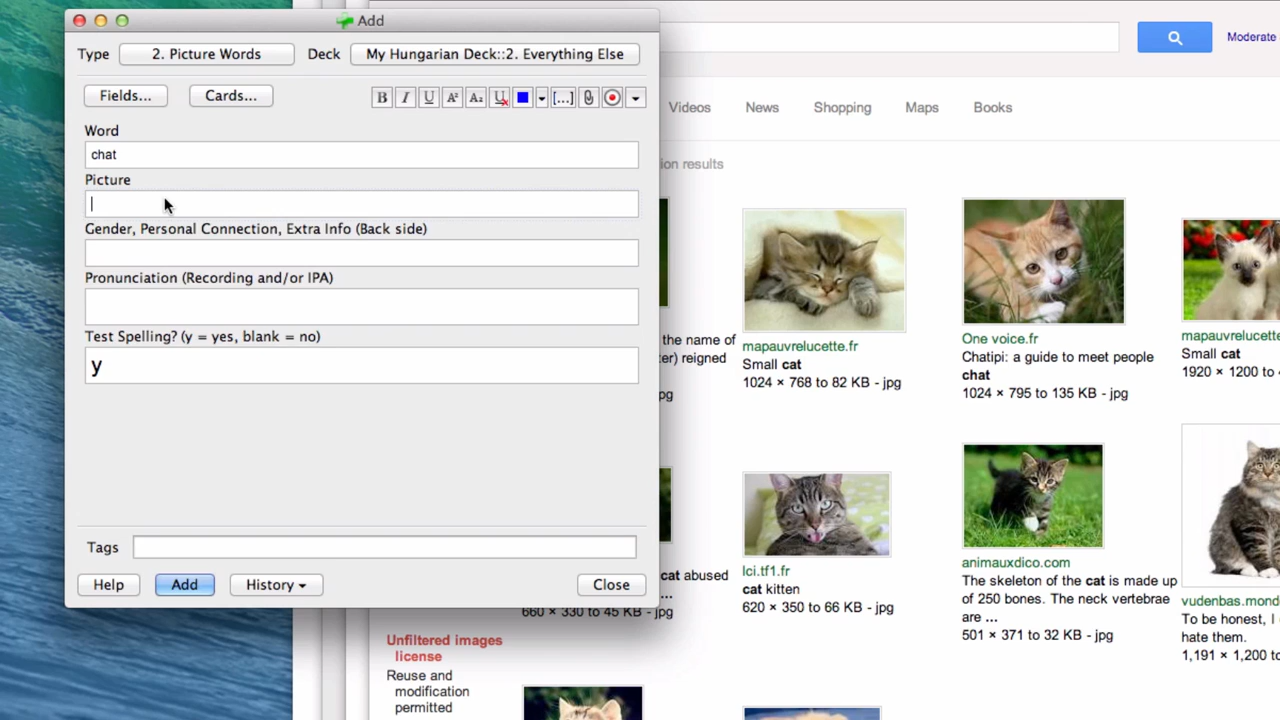 Add
Type 2. Picture Words Deck My Hungarian Deck::2. Everything Else
Fields... Cards...
B I U A² A₂ U [...]
Word
chat
Picture
Gender, Personal Connection, Extra Info (Back side)
Pronunciation (Recording and/or IPA)
Test Spelling? (y = yes, blank = no)
y
Tags
Help Add History Close
Moderate
Videos News Shopping Maps Books
ion results
the name of
ter) reigned
pg
mapauvrelucette.fr
Small cat
1024 × 768 to 82 KB - jpg
One voice.fr
Chatipi: a guide to meet people
chat
1024 × 795 to 135 KB - jpg
mapauvrelucette
Small cat
1920 × 1200 to
cat abused
...
660 × 330 to 45 KB - jpg
lci.tf1.fr
cat kitten
620 × 350 to 66 KB - jpg
animauxdico.com
The skeleton of the cat is made up
of 250 bones. The neck vertebrae
are ...
501 × 371 to 32 KB - jpg
vudenbas.mond
To be honest, I
hate them.
1,191 × 1,200 to
Unfiltered images
license
Reuse and
modification
permitted